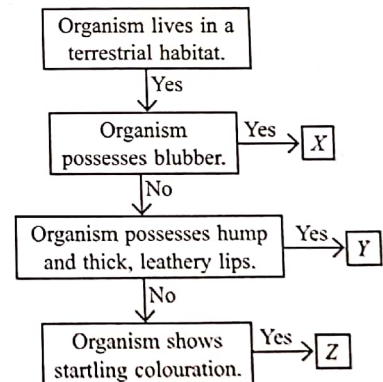 Organism lives in a
terrestrial habitat.
Yes
Organism
possesses blubber.
Yes
X
No
Organism possesses hump
and thick, leathery lips.
Yes
Y
No
Organism shows
startling colouration.
Yes
Z